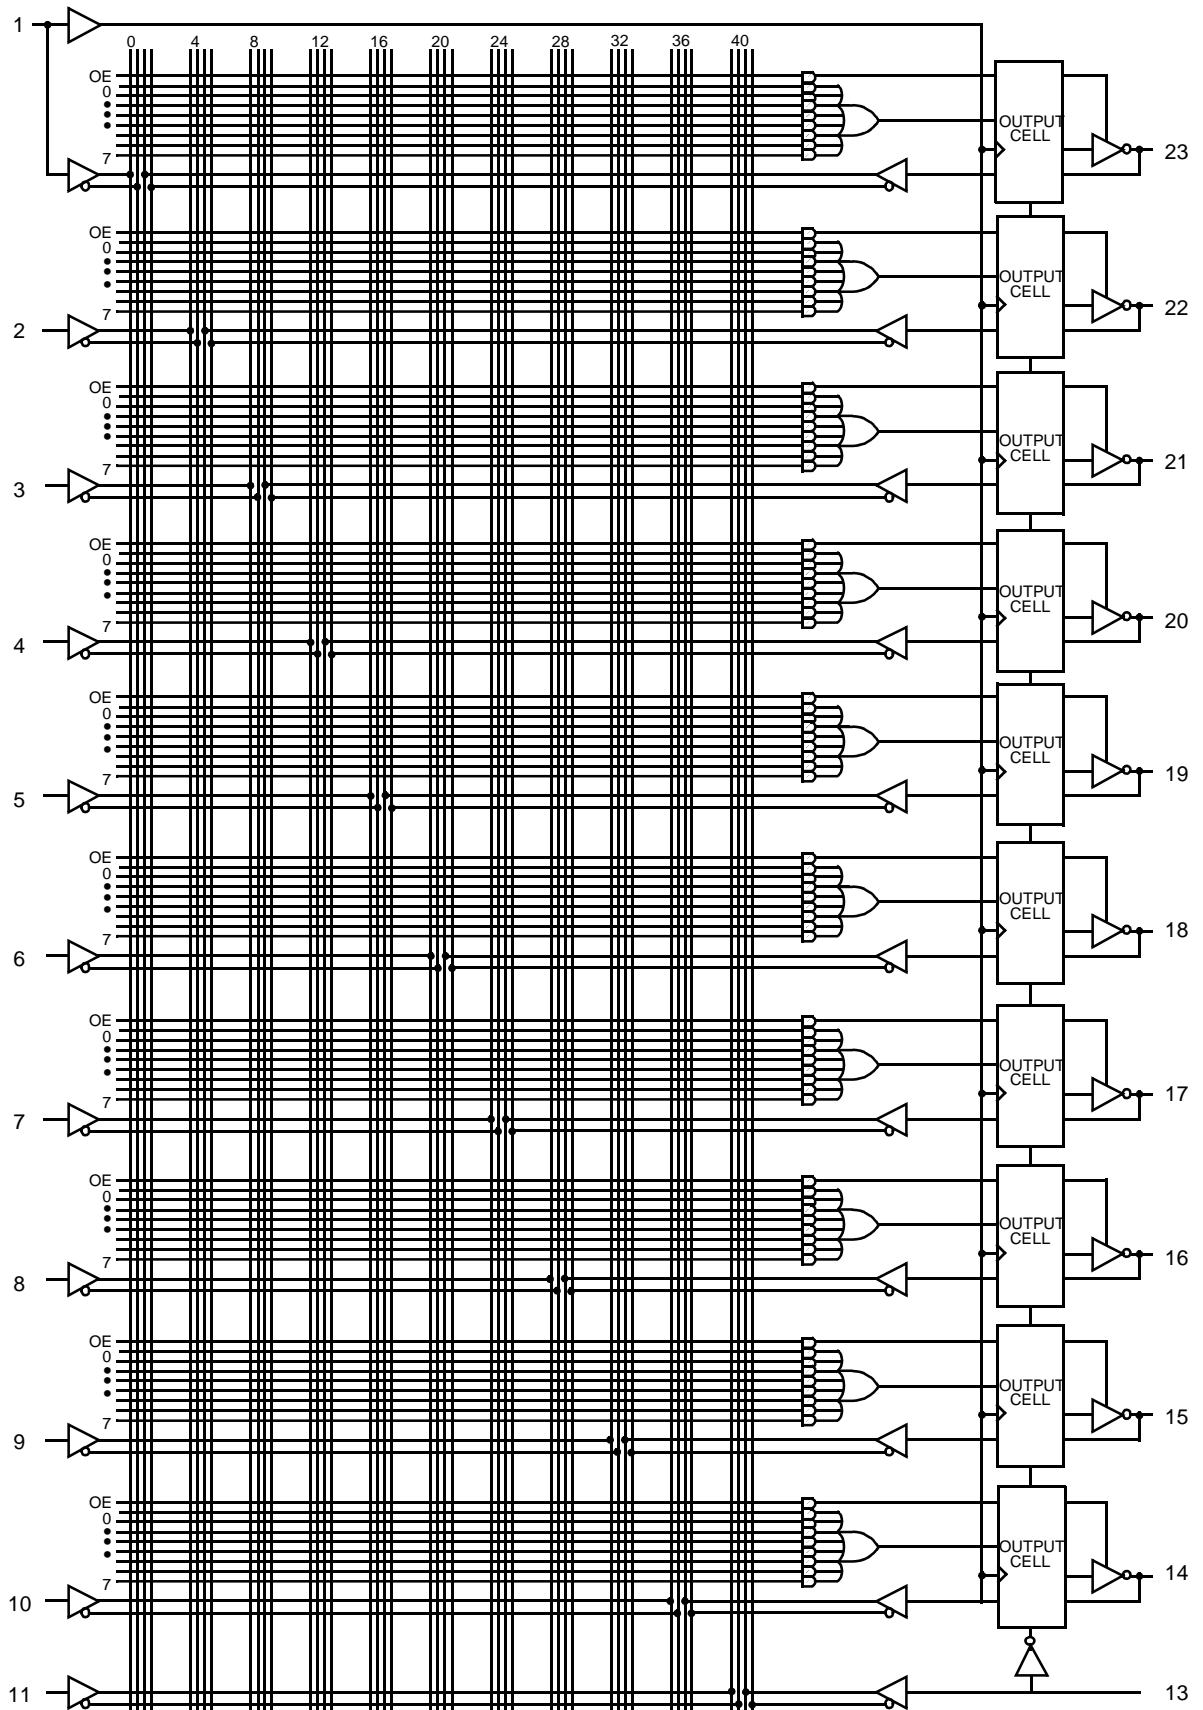 1
0 4 8 12 16 20 24 28 32 36 40
OE
0
7
OUTPUT
CELL
23
OE
0
7
OUTPUT
CELL
2
22
OE
0
7
OUTPUT
CELL
3
21
OE
0
7
OUTPUT
CELL
4
20
OE
0
7
OUTPUT
CELL
5
19
OE
0
7
OUTPUT
CELL
6
18
OE
0
7
OUTPUT
CELL
7
17
OE
0
7
OUTPUT
CELL
8
16
OE
0
7
OUTPUT
CELL
9
15
OE
0
7
OUTPUT
CELL
10
14
11
13